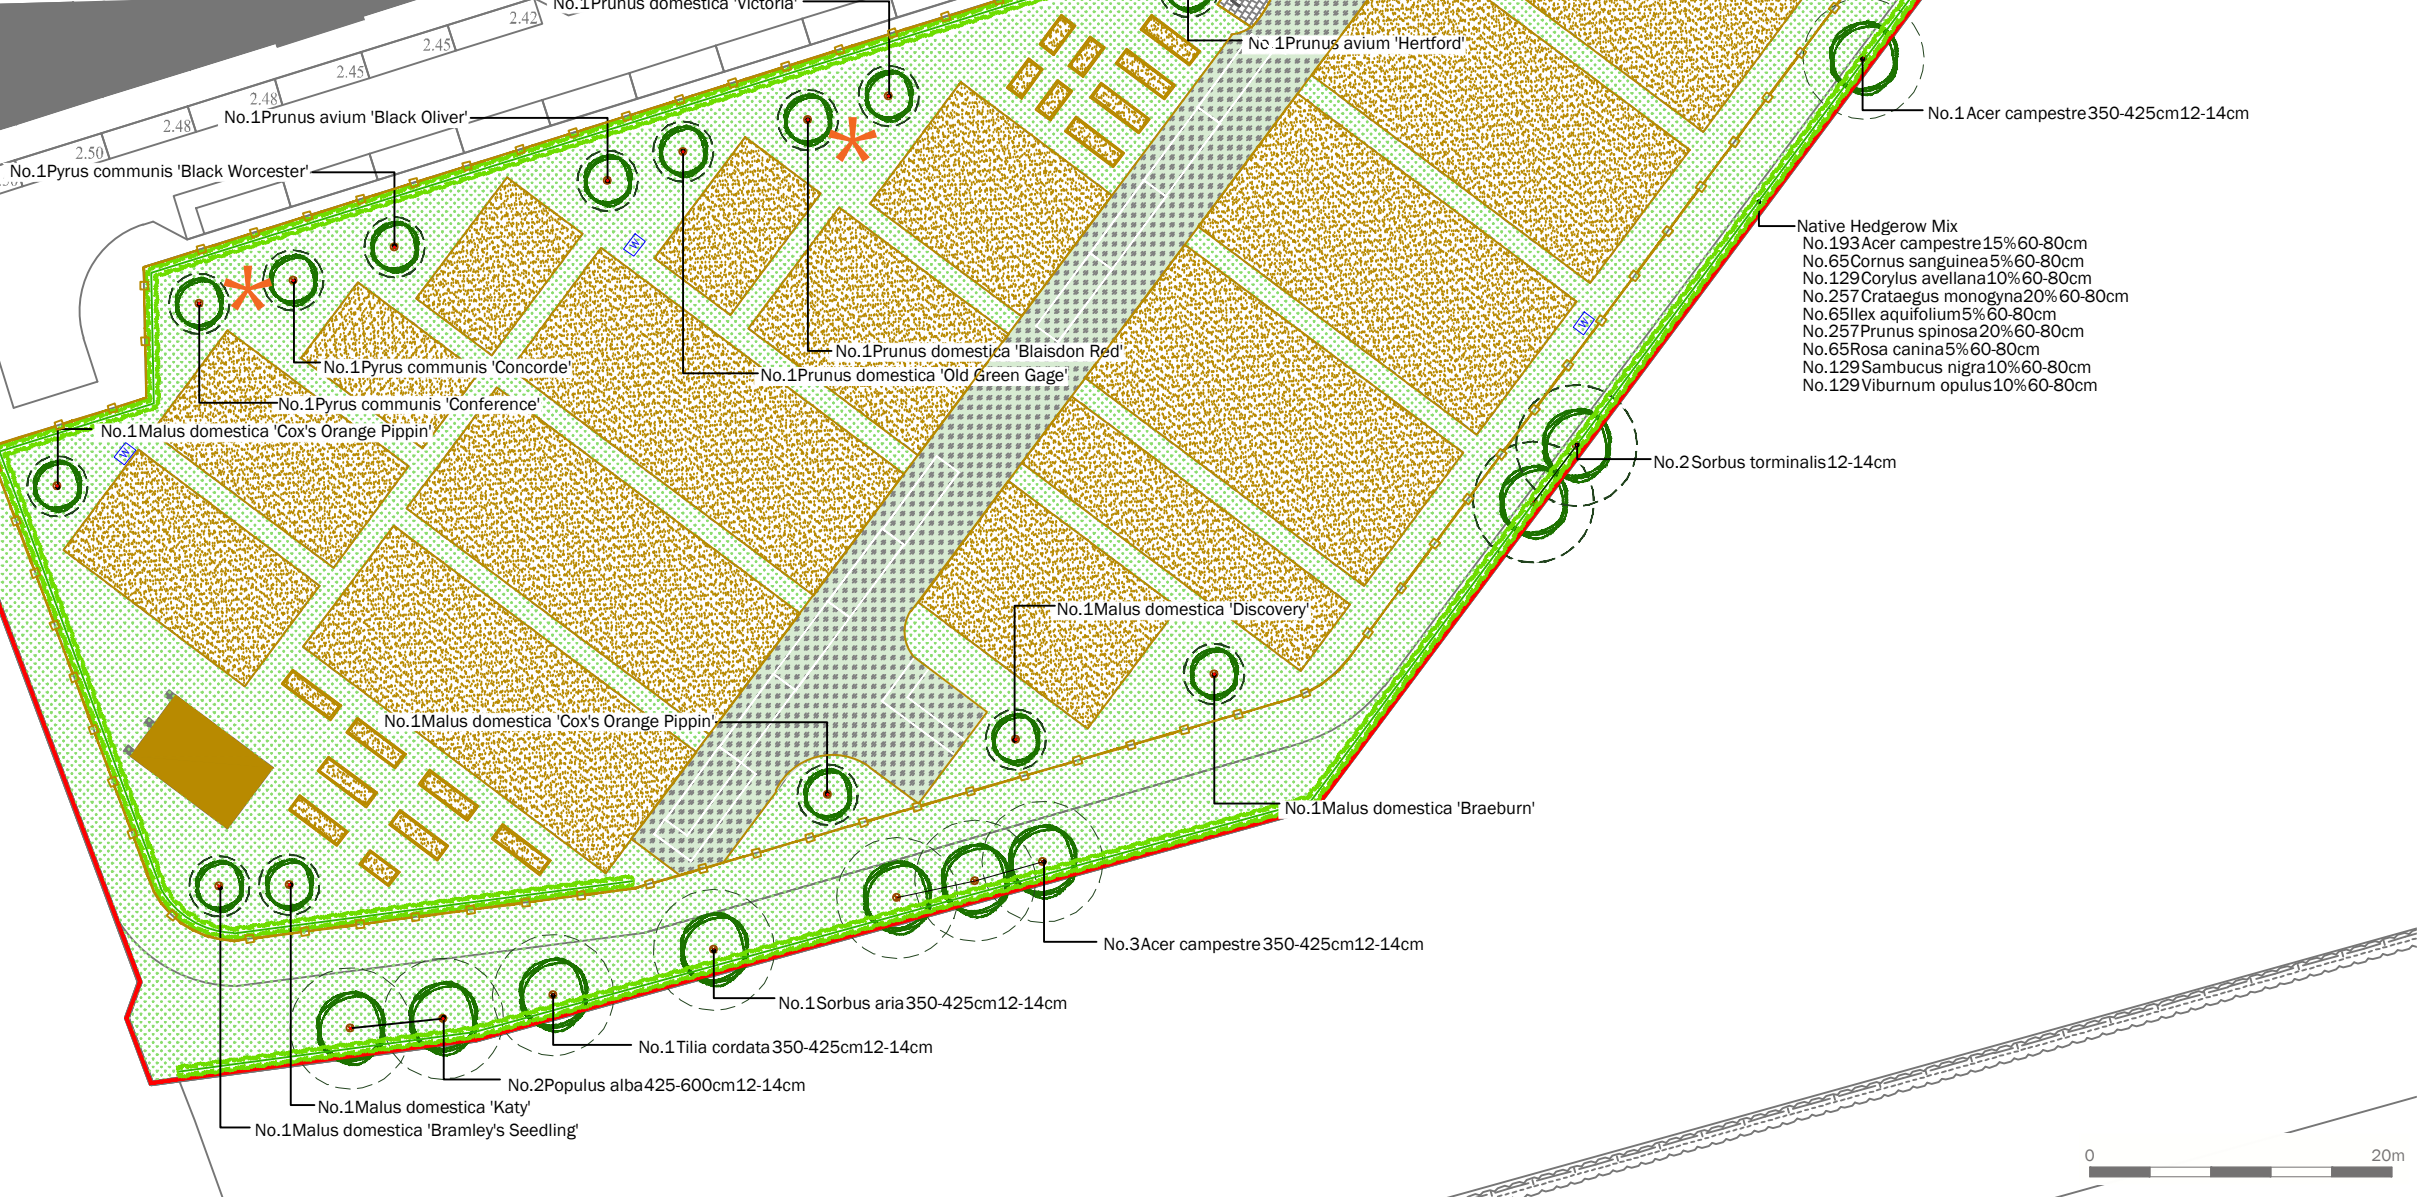 No.1Prunus domestica 'Victoria'
2.42
2.45
2.45
2.48
2.48
2.50
No.1Prunus avium 'Hertford'
No.1Prunus avium 'Black Oliver'
No.1Acer campestre350-425cm12-14cm
No.1Pyrus communis 'Black Worcester'
Native Hedgerow Mix
No.193Acer campestre15%60-80cm
No.65Cornus sanguinea5%60-80cm
No.129Corylus avellana10%60-80cm
No.257Crataegus monogyna20%60-80cm
No.65Ilex aquifolium5%60-80cm
No.257Prunus spinosa20%60-80cm
No.65Rosa canina5%60-80cm
No.129Sambucus nigra10%60-80cm
No.129Viburnum opulus10%60-80cm
W
W
W
No.1Prunus domestica 'Blaisdon Red'
No.1Pyrus communis 'Concorde'
No.1Prunus domestica 'Old Green Gage'
No.1Pyrus communis 'Conference'
No.1Malus domestica 'Cox's Orange Pippin'
No.2Sorbus torminalis12-14cm
No.1Malus domestica 'Discovery'
No.1Malus domestica 'Cox's Orange Pippin'
No.1Malus domestica 'Braeburn'
No.3Acer campestre350-425cm12-14cm
No.1Sorbus aria350-425cm12-14cm
No.1Tilia cordata350-425cm12-14cm
No.2Populus alba425-600cm12-14cm
No.1Malus domestica 'Katy'
No.1Malus domestica 'Bramley's Seedling'
0 20m